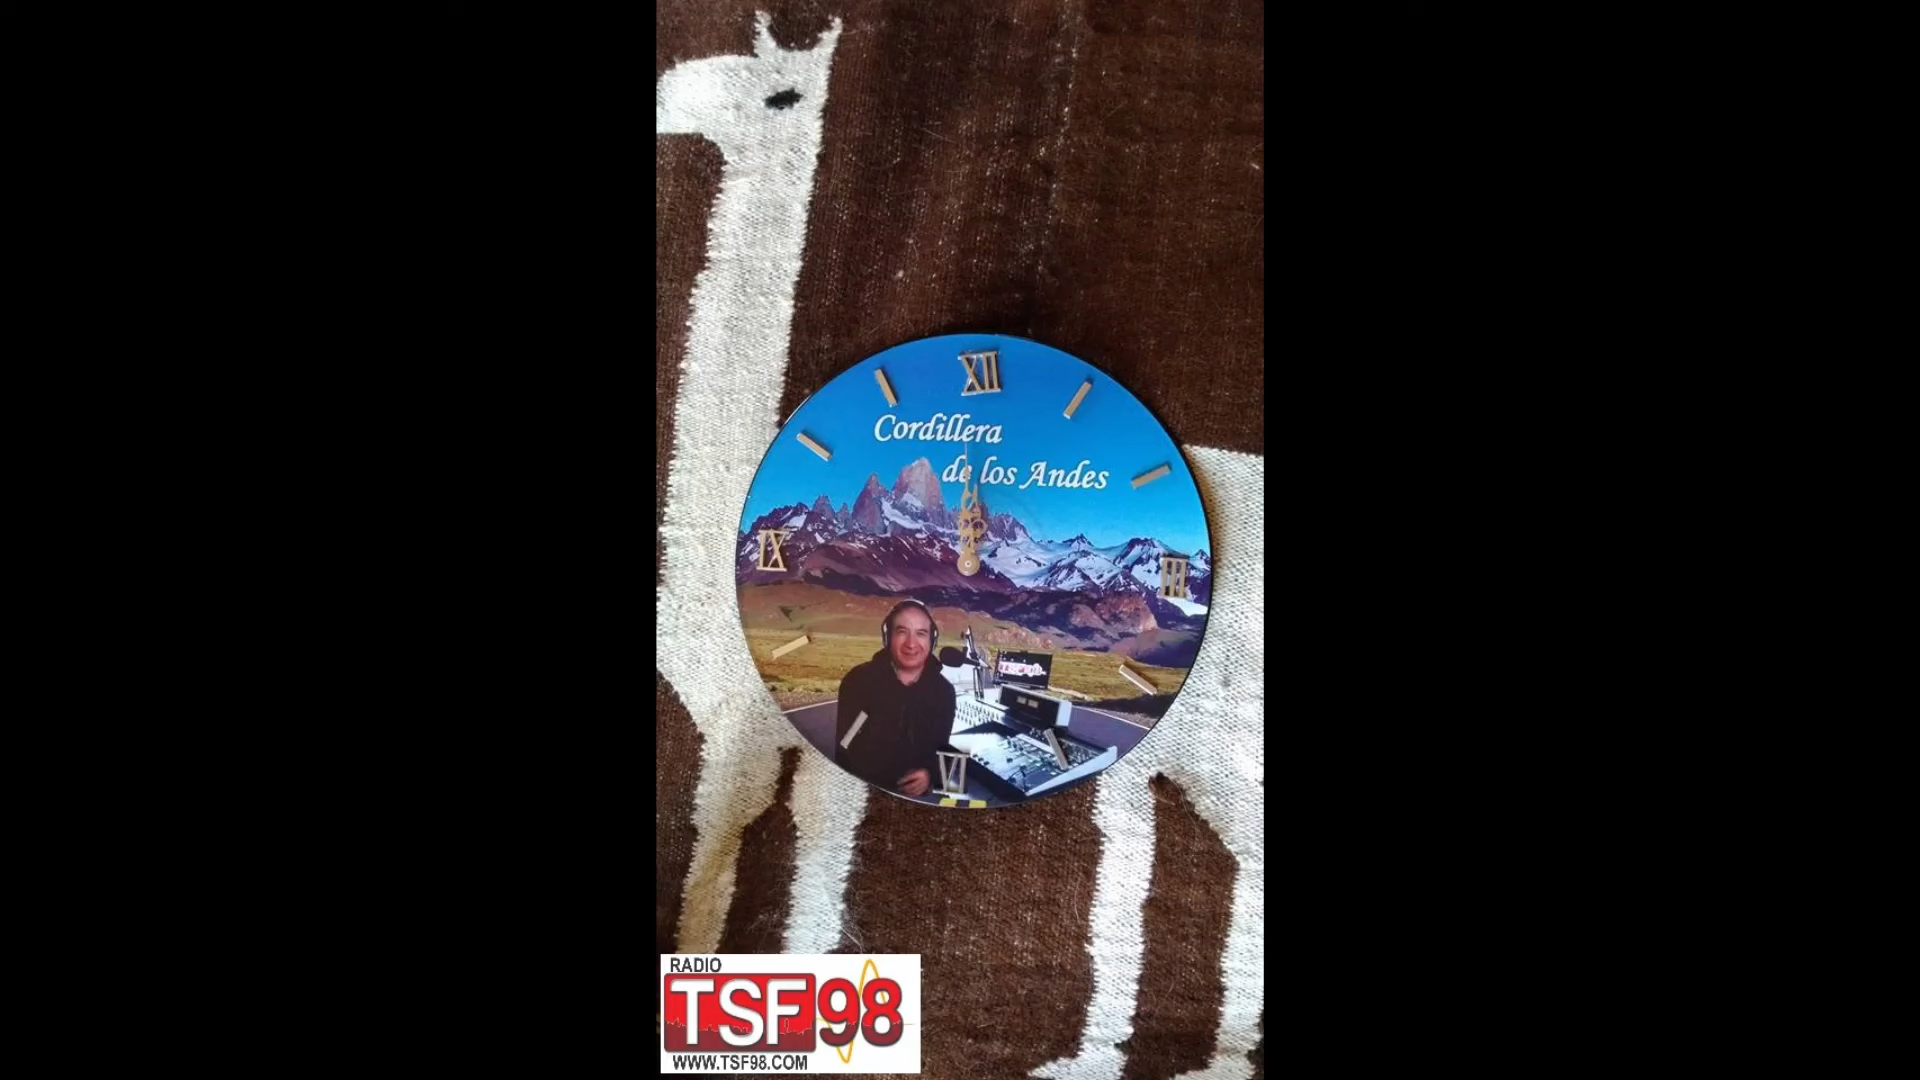 XII
Cordillera
de los Andes
IX
III
VI
RADIO
TSF98
WWW.TSF98.COM